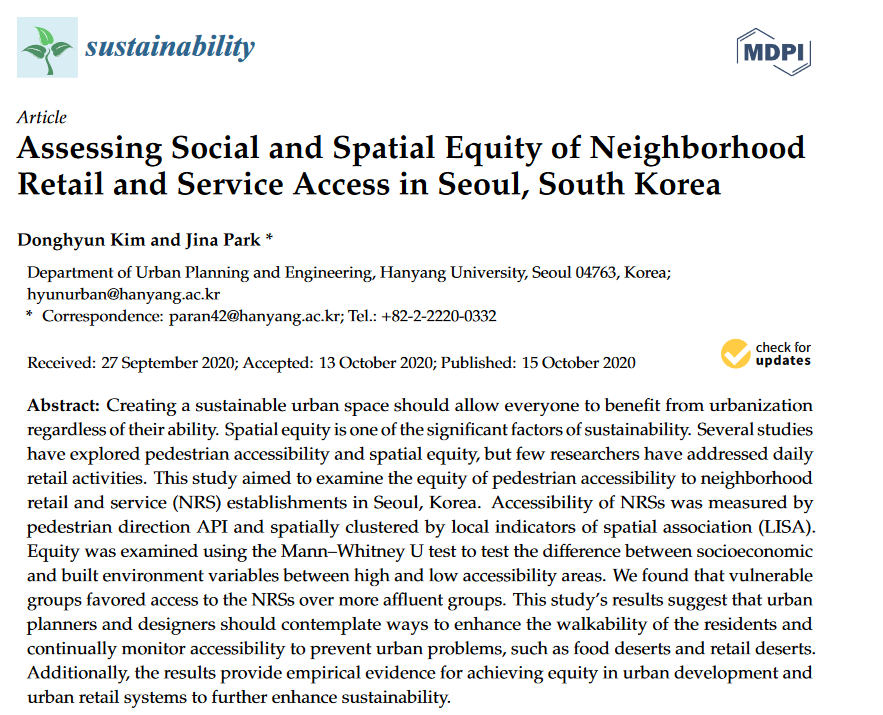 sustainability
MDPI
Article
Assessing Social and Spatial Equity of Neighborhood
Retail and Service Access in Seoul, South Korea
Donghyun Kim and Jina Park *
Department of Urban Planning and Engineering, Hanyang University, Seoul 04763, Korea;
hyunurban@hanyang.ac.kr
* Correspondence: paran42@hanyang.ac.kr; Tel.: +82-2-2220-0332
Received: 27 September 2020; Accepted: 13 October 2020; Published: 15 October 2020
check for
updates
Abstract: Creating a sustainable urban space should allow everyone to benefit from urbanization
regardless of their ability. Spatial equity is one of the significant factors of sustainability. Several studies
have explored pedestrian accessibility and spatial equity, but few researchers have addressed daily
retail activities. This study aimed to examine the equity of pedestrian accessibility to neighborhood
retail and service (NRS) establishments in Seoul, Korea. Accessibility of NRSs was measured by
pedestrian direction API and spatially clustered by local indicators of spatial association (LISA).
Equity was examined using the Mann–Whitney U test to test the difference between socioeconomic
and built environment variables between high and low accessibility areas. We found that vulnerable
groups favored access to the NRSs over more affluent groups. This study's results suggest that urban
planners and designers should contemplate ways to enhance the walkability of the residents and
continually monitor accessibility to prevent urban problems, such as food deserts and retail deserts.
Additionally, the results provide empirical evidence for achieving equity in urban development and
urban retail systems to further enhance sustainability.